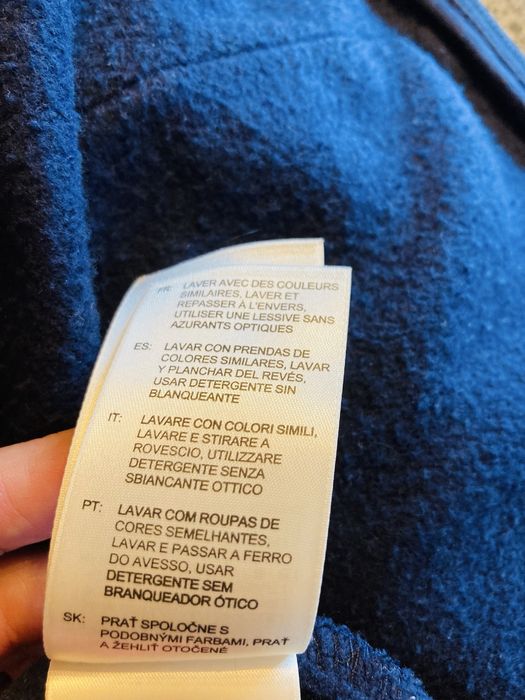 FR: LAVER AVEC DES COULEURS
SIMILAIRES, LAVER ET
REPASSER À L'ENVERS,
UTILISER UNE LESSIVE SANS
AZURANTS OPTIQUES
ES: LAVAR CON PRENDAS DE
COLORES SIMILARES, LAVAR
Y PLANCHAR DEL REVÉS,
USAR DETERGENTE SIN
BLANQUEANTE
IT: LAVARE CON COLORI SIMILI,
LAVARE E STIRARE A
ROVESCIO, UTILIZZARE
DETERGENTE SENZA
SBIANCANTE OTTICO
PT: LAVAR COM ROUPAS DE
CORES SEMELHANTES,
LAVAR E PASSAR A FERRO
DO AVESSO, USAR
DETERGENTE SEM
BRANQUEADOR ÓTICO
SK: PRAŤ SPOLOČNE S
PODOBNÝMI FARBAMI, PRAŤ
A ŽEHLIŤ OTOČENÉ